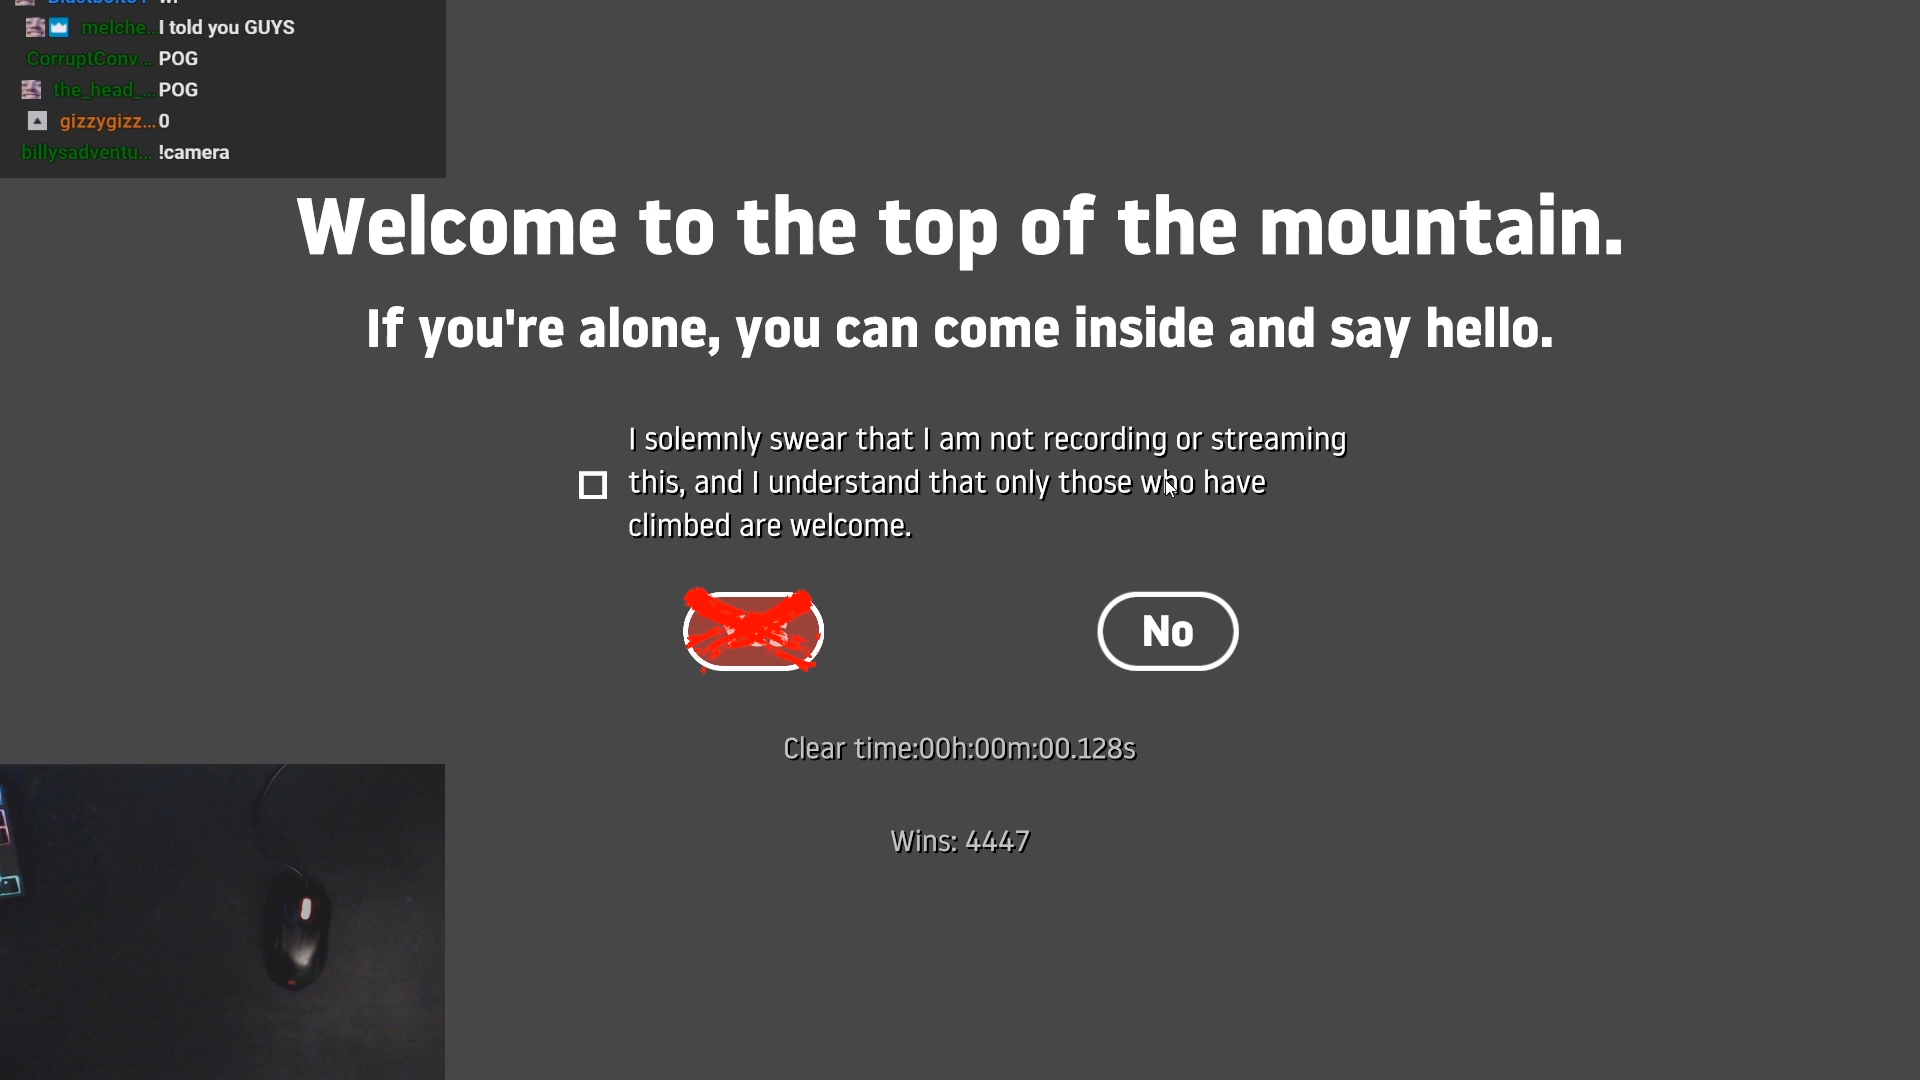 melche... I told you GUYS
CorruptConv... POG
the_head_... POG
gizzygizz... 0
billysadventu... !camera
Welcome to the top of the mountain.
If you're alone, you can come inside and say hello.
I solemnly swear that I am not recording or streaming
this, and I understand that only those who have
climbed are welcome.
No
Clear time:00h:00m:00.128s
Wins: 4447